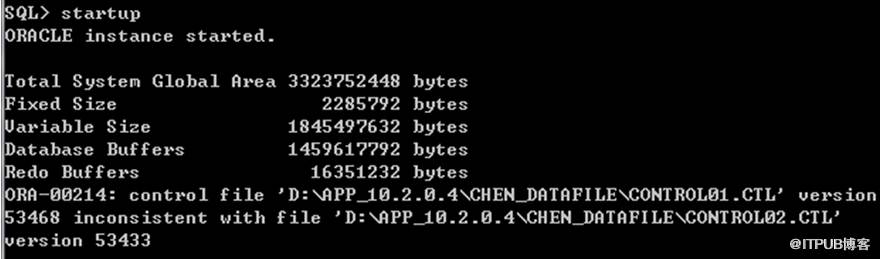 SQL> startup
ORACLE instance started.
Total System Global Area 3323752448 bytes
Fixed Size 2285792 bytes
Variable Size 1845497632 bytes
Database Buffers 1459617792 bytes
Redo Buffers 16351232 bytes
ORA-00214: control file 'D:\APP_10.2.0.4\CHEN_DATAFILE\CONTROL01.CTL' version
53468 inconsistent with file 'D:\APP_10.2.0.4\CHEN_DATAFILE\CONTROL02.CTL'
version 53433
@ITPUB博客